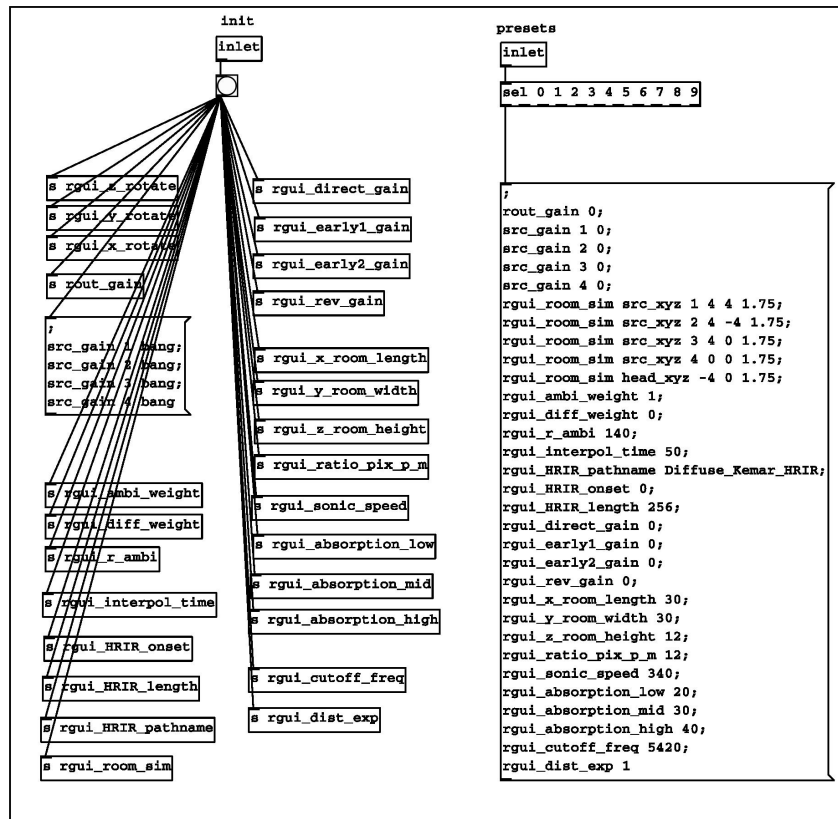 init
inlet
s rgui_z_rotate
s rgui_y_rotate
s rgui_x_rotate
s rout_gain
;
src_gain 1 bang;
src_gain 2 bang;
src_gain 3 bang;
src_gain 4 bang
s rgui_ambi_weight
s rgui_diff_weight
s rgui_r_ambi
s rgui_interpol_time
s rgui_HRIR_onset
s rgui_HRIR_length
s rgui_HRIR_pathname
s rgui_room_sim
s rgui_direct_gain
s rgui_early1_gain
s rgui_early2_gain
s rgui_rev_gain
s rgui_x_room_length
s rgui_y_room_width
s rgui_z_room_height
s rgui_ratio_pix_p_m
s rgui_sonic_speed
s rgui_absorption_low
s rgui_absorption_mid
s rgui_absorption_high
s rgui_cutoff_freq
s rgui_dist_exp
presets
inlet
sel 0 1 2 3 4 5 6 7 8 9
;
rout_gain 0;
src_gain 1 0;
src_gain 2 0;
src_gain 3 0;
src_gain 4 0;
rgui_room_sim src_xyz 1 4 4 1.75;
rgui_room_sim src_xyz 2 4 -4 1.75;
rgui_room_sim src_xyz 3 4 0 1.75;
rgui_room_sim src_xyz 4 0 0 1.75;
rgui_room_sim head_xyz -4 0 1.75;
rgui_ambi_weight 1;
rgui_diff_weight 0;
rgui_r_ambi 140;
rgui_interpol_time 50;
rgui_HRIR_pathname Diffuse_Kemar_HRIR;
rgui_HRIR_onset 0;
rgui_HRIR_length 256;
rgui_direct_gain 0;
rgui_early1_gain 0;
rgui_early2_gain 0;
rgui_rev_gain 0;
rgui_x_room_length 30;
rgui_y_room_width 30;
rgui_z_room_height 12;
rgui_ratio_pix_p_m 12;
rgui_sonic_speed 340;
rgui_absorption_low 20;
rgui_absorption_mid 30;
rgui_absorption_high 40;
rgui_cutoff_freq 5420;
rgui_dist_exp 1